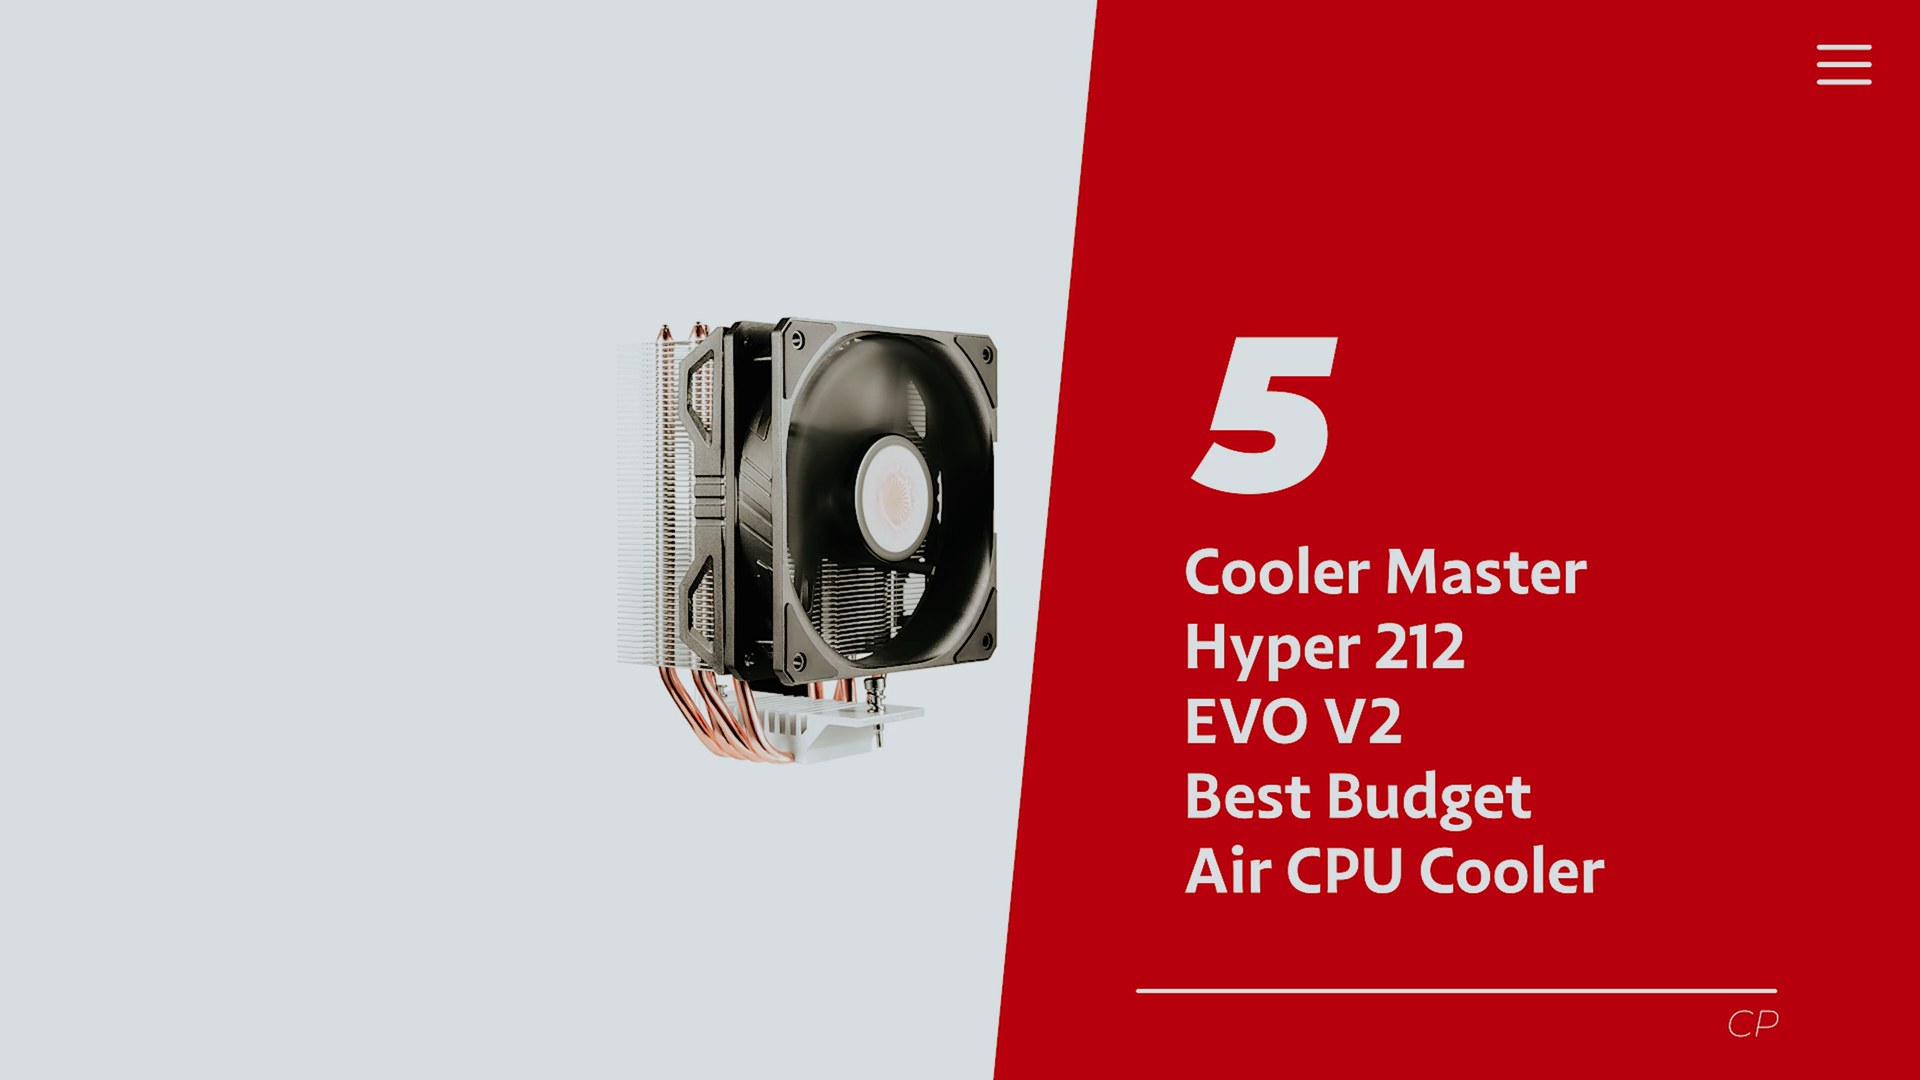 5
Cooler Master
Hyper 212
EVO V2
Best Budget
Air CPU Cooler
CP